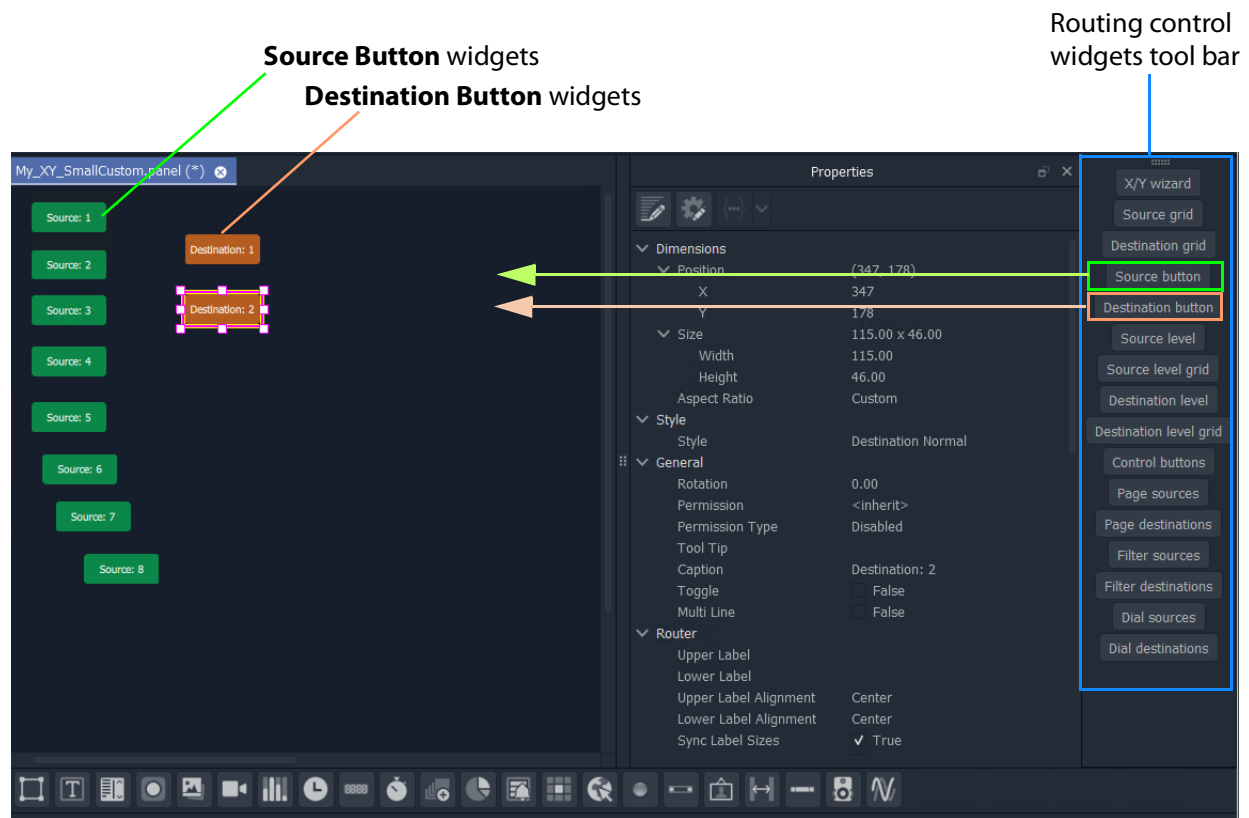 Routing control
widgets tool bar
Source Button widgets
Destination Button widgets
My_XY_SmallCustom.panel (*)
Source: 1
Source: 2
Source: 3
Source: 4
Source: 5
Source: 6
Source: 7
Source: 8
Destination: 1
Destination: 2
Properties
Dimensions
Position (347, 178)
X 347
Y 178
Size 115.00 x 46.00
Width 115.00
Height 46.00
Aspect Ratio Custom
Style
Style Destination Normal
General
Rotation 0.00
Permission <inherit>
Permission Type Disabled
Tool Tip
Caption Destination: 2
Toggle False
Multi Line False
Router
Upper Label
Lower Label
Upper Label Alignment Center
Lower Label Alignment Center
Sync Label Sizes True
X/Y wizard
Source grid
Destination grid
Source button
Destination button
Source level
Source level grid
Destination level
Destination level grid
Control buttons
Page sources
Page destinations
Filter sources
Filter destinations
Dial sources
Dial destinations